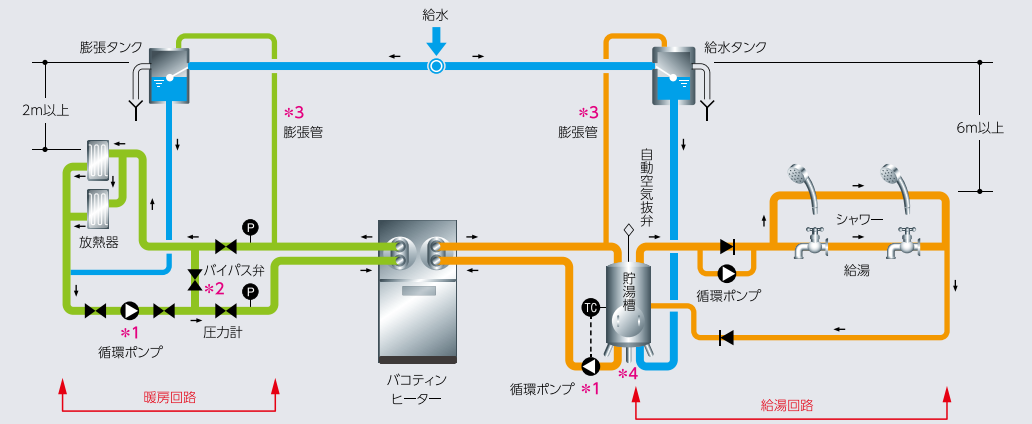 給水
膨張タンク
給水タンク
2m以上
*3
膨張管
*3
膨張管
6m以上
自動空気抜弁
放熱器
P
シャワー
バイパス弁
*2
P
貯湯槽
給湯
循環ポンプ
TC
*1
圧力計
循環ポンプ
バコティン
ヒーター
循環ポンプ
*1
*4
暖房回路
給湯回路